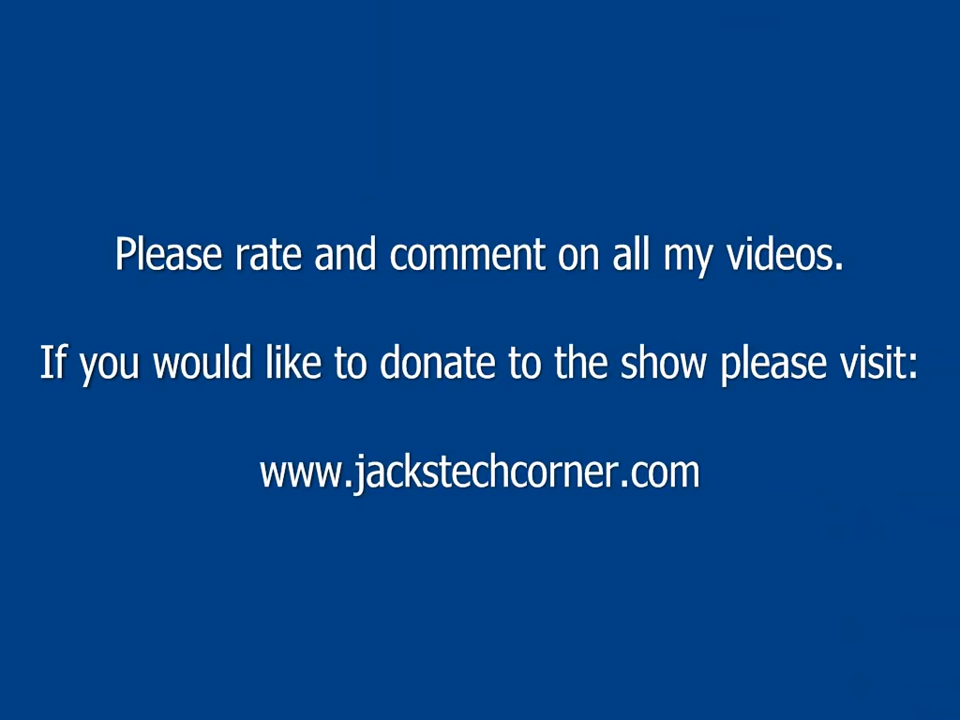 Please rate and comment on all my videos.
If you would like to donate to the show please visit:
www.jackstechcorner.com